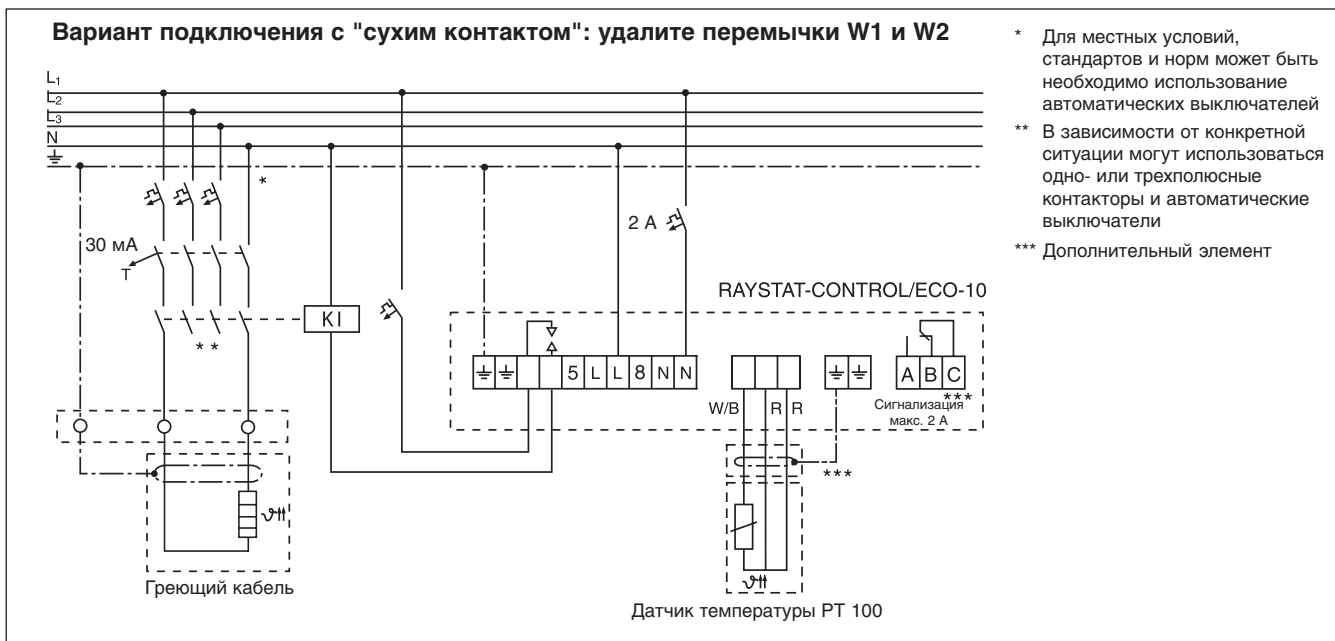 Вариант подключения с "сухим контактом": удалите перемычки W1 и W2
L1
L2
L3
N
*
30 мА
T
* *
KI
2 А
RAYSTAT-CONTROL/ECO-10
5 L L 8 N N
A B C
***
W/B R R
Сигнализация
макс. 2 А
***
Греющий кабель
Датчик температуры PT 100
* Для местных условий,
стандартов и норм может быть
необходимо использование
автоматических выключателей
** В зависимости от конкретной
ситуации могут использоваться
одно- или трехполюсные
контакторы и автоматические
выключатели
*** Дополнительный элемент